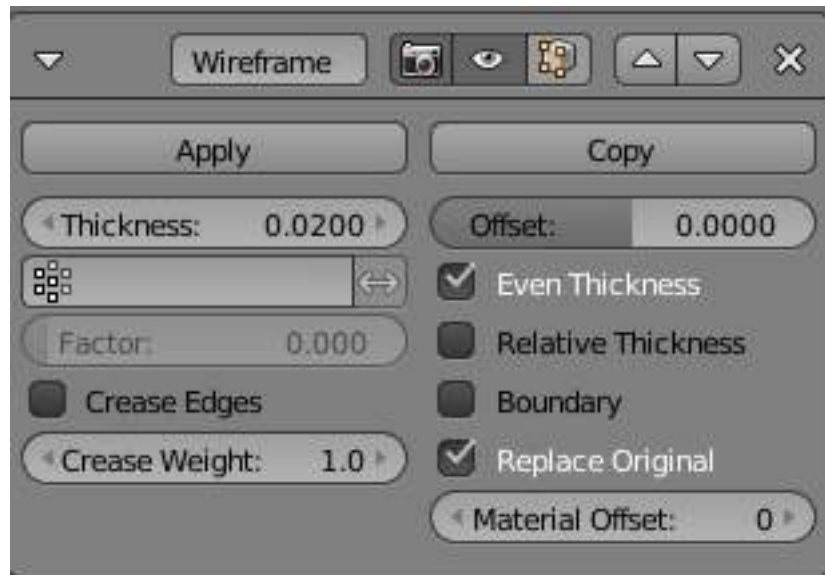 Wireframe
Apply
Copy
Thickness: 0.0200
Offset: 0.0000
Even Thickness
Factor: 0.000
Relative Thickness
Crease Edges
Boundary
Crease Weight: 1.0
Replace Original
Material Offset: 0